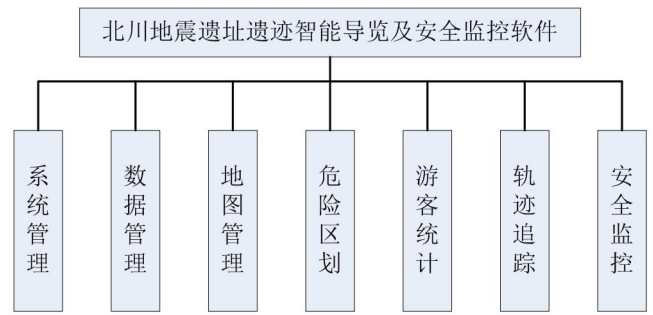 北川地震遗址遗迹智能导览及安全监控软件
系统管理
数据管理
地图管理
危险区划
游客统计
轨迹追踪
安全监控